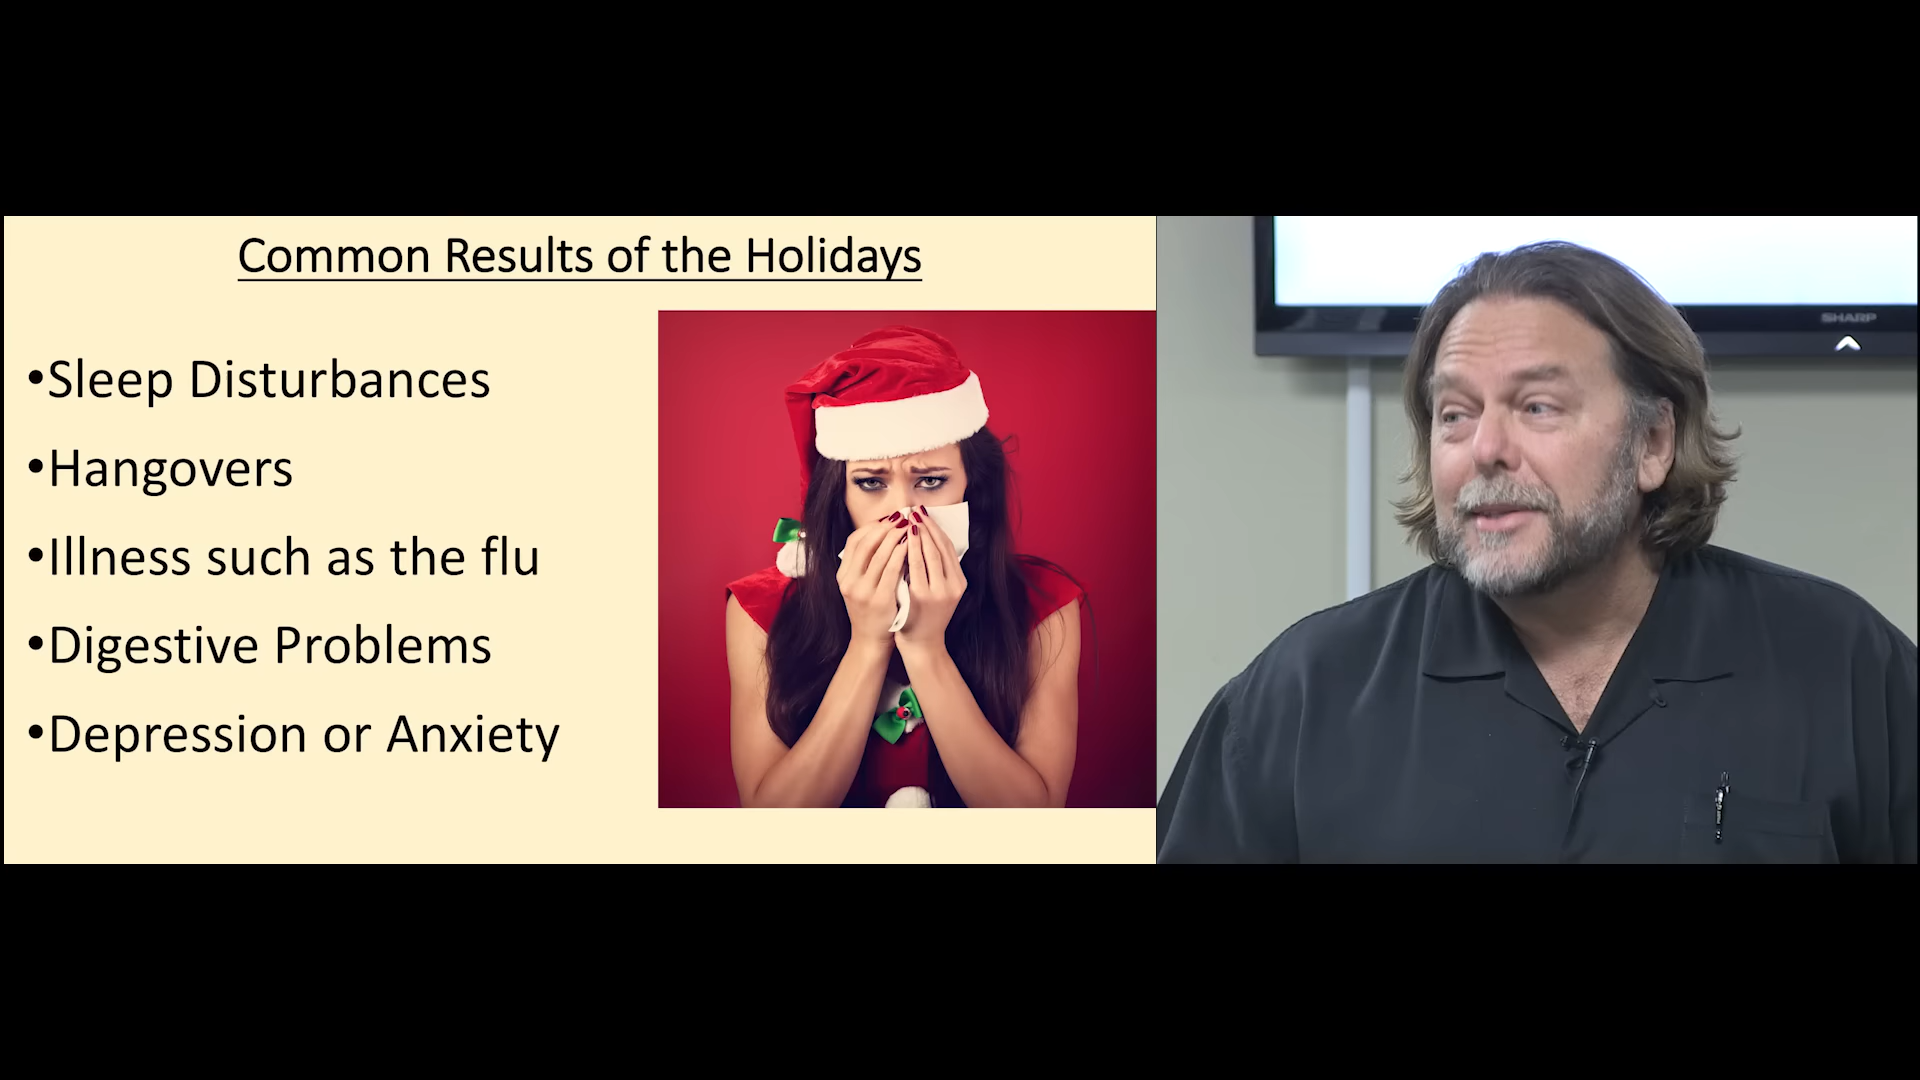 Common Results of the Holidays
•Sleep Disturbances
•Hangovers
•Illness such as the flu
•Digestive Problems
•Depression or Anxiety
SHARP